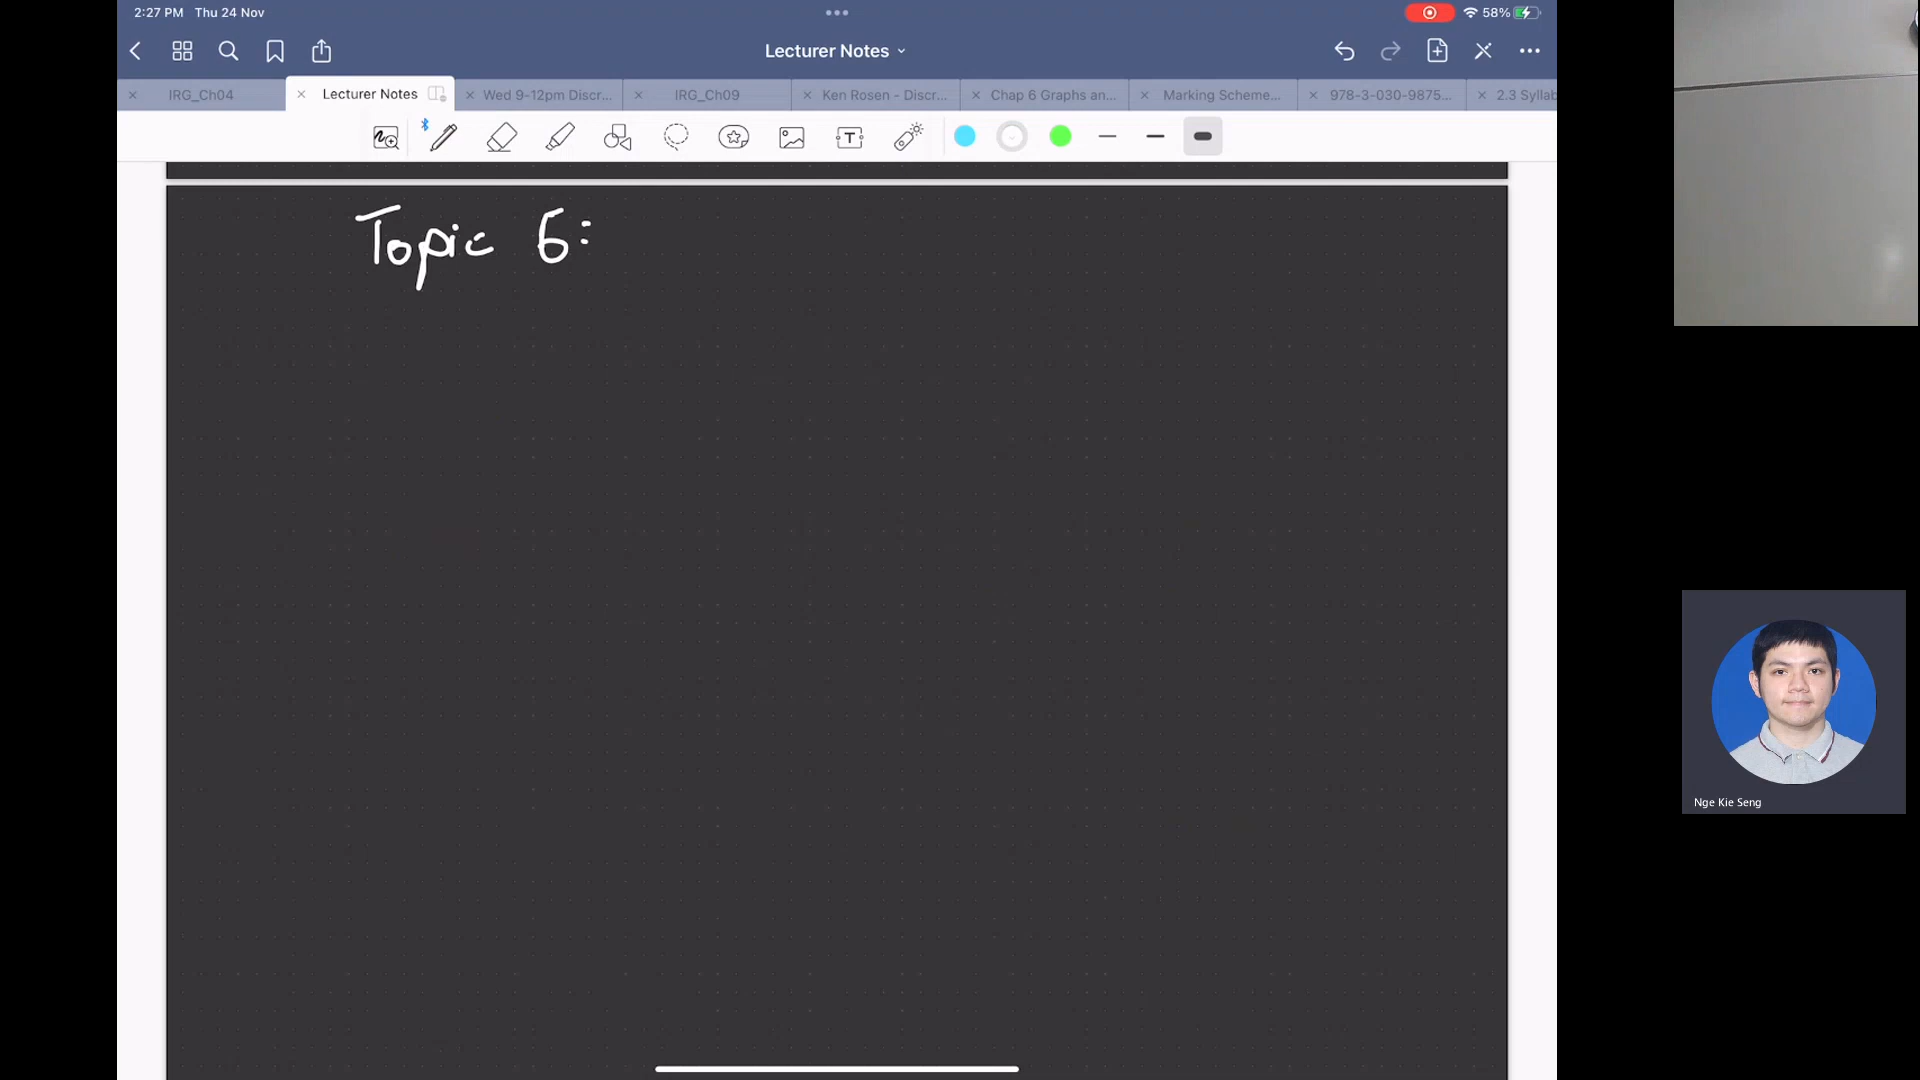 2:27 PM Thu 24 Nov
58%
Lecturer Notes
IRG_Ch04
Lecturer Notes
Wed 9-12pm Discr...
IRG_Ch09
Ken Rosen - Discr...
Chap 6 Graphs an...
Marking Scheme...
978-3-030-9875...
2.3 Syllab
T
Topic 6:
Nge Kie Seng